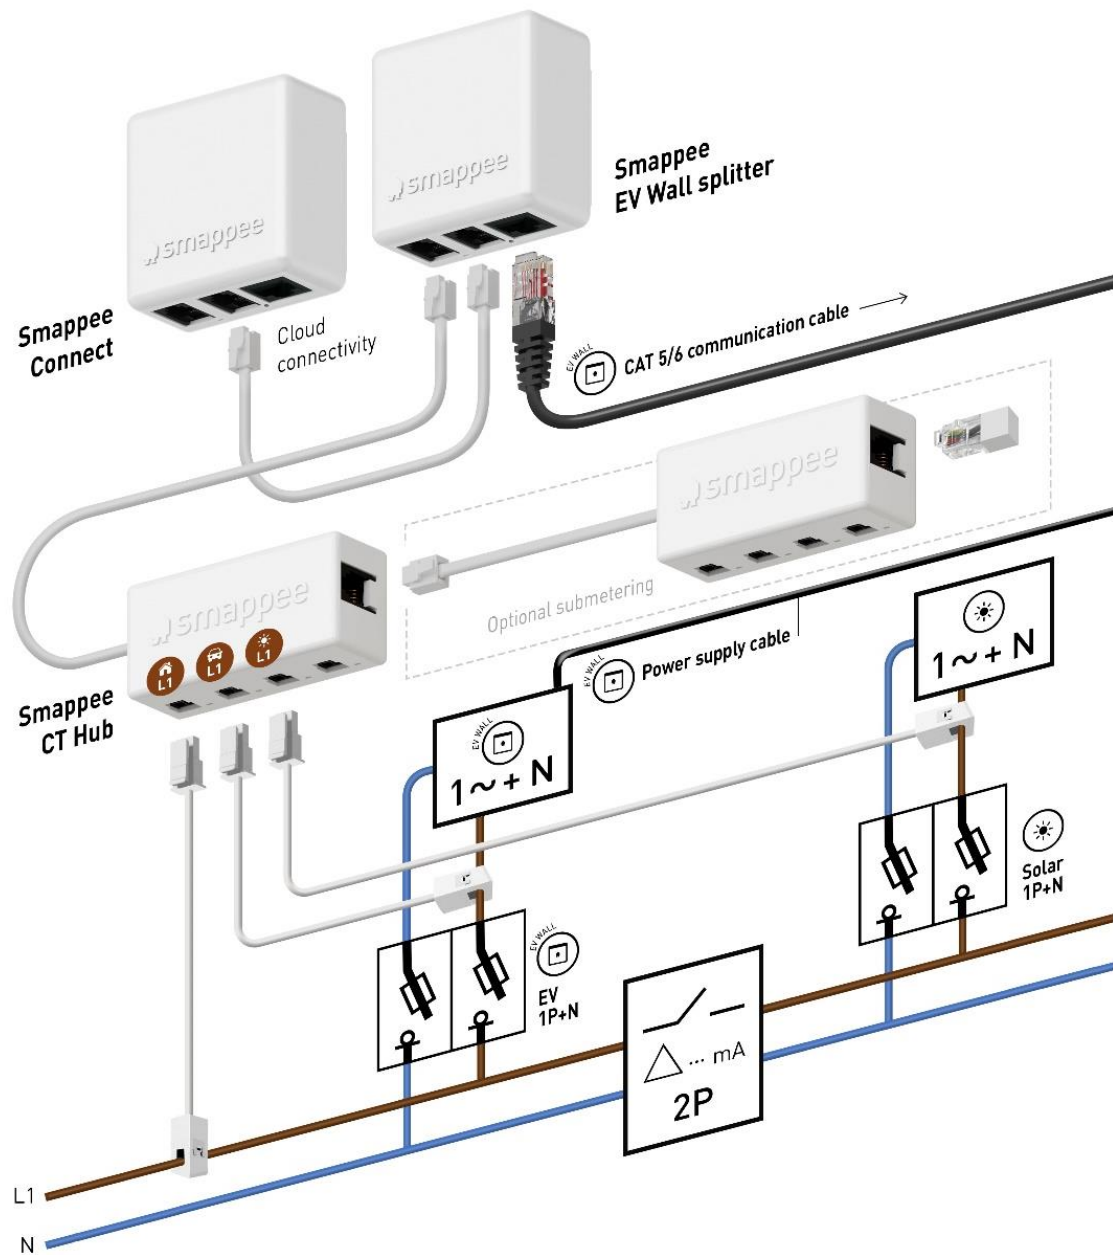 smappee
Smappee
EV Wall splitter
smappee
Smappee
Connect
Cloud
connectivity
EV WALL
CAT 5/6 communication cable
smappee
Optional submetering
smappee
L1
L1
L1
Smappee
CT Hub
EV WALL
Power supply cable
1~ + N
EV WALL
1~ + N
Solar
1P+N
EV WALL
EV
1P+N
△ ... mA
2P
L1
N